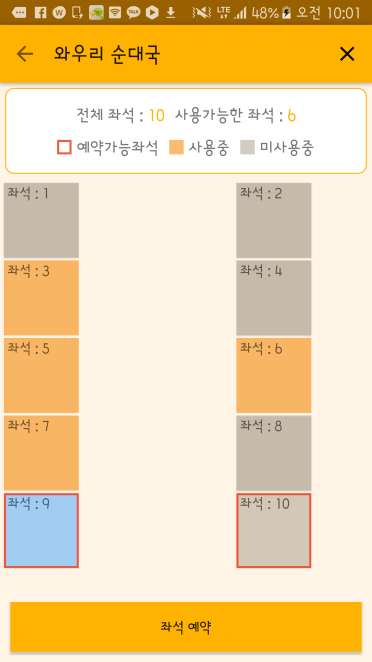 LTE 48% 오전 10:01
와우리 순대국
전체 좌석 : 10 사용가능한 좌석 : 6
예약가능좌석 사용중 미사용중
좌석 : 1 좌석 : 2
좌석 : 3 좌석 : 4
좌석 : 5 좌석 : 6
좌석 : 7 좌석 : 8
좌석 : 9 좌석 : 10
좌석 예약